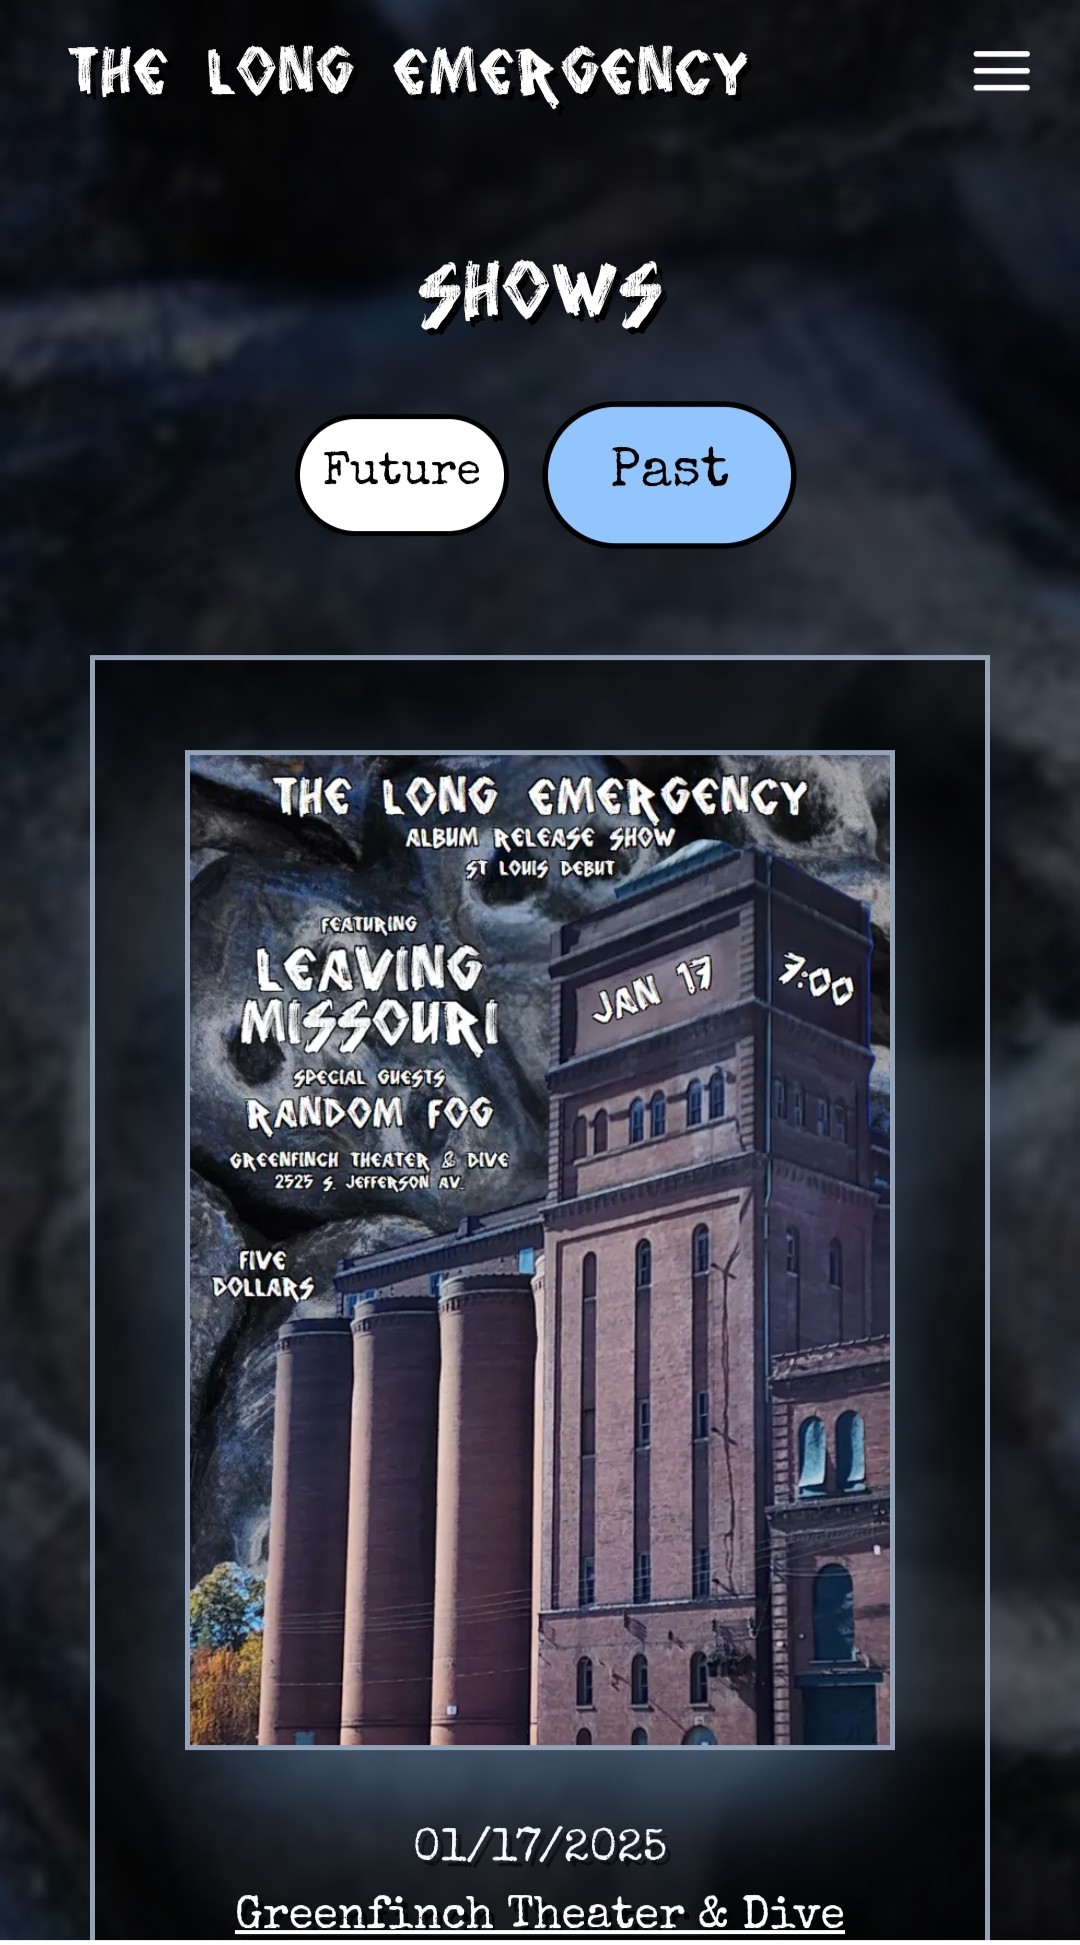 THE LONG EMERGENCY
SHOWS
Future
Past
THE LONG EMERGENCY
ALBUM RELEASE SHOW
ST LOUIS DEBUT
FEATURING
LEAVING
MISSOURI
JAN 17
7:00
SPECIAL GUESTS
RANDOM FOG
GREENFINCH THEATER & DIVE
2525 S. JEFFERSON AV.
FIVE
DOLLARS
01/17/2025
Greenfinch Theater & Dive